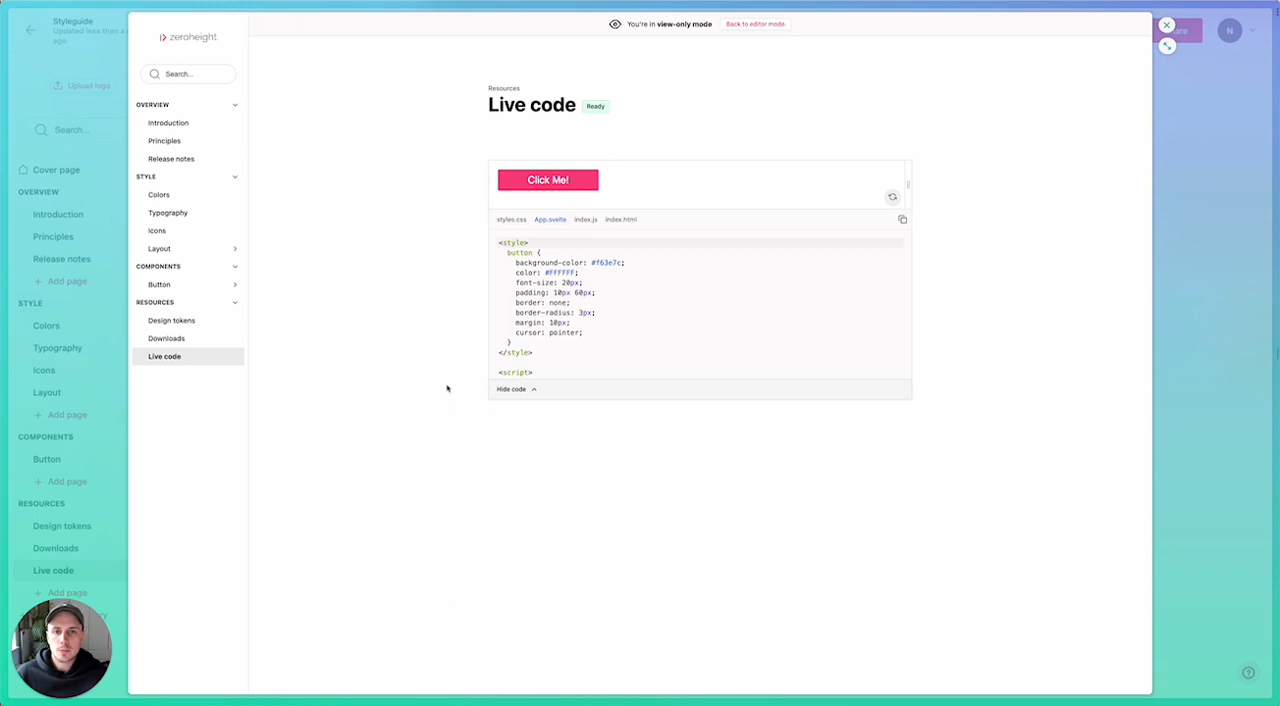 Styleguide
Updated less than a
ago
Upload logo
Search...
Cover page
OVERVIEW
Introduction
Principles
Release notes
+ Add page
STYLE
Colors
Typography
Icons
Layout
+ Add page
COMPONENTS
Button
+ Add page
RESOURCES
Design tokens
Downloads
Live code
+ Add page
zeroheight
Search...
OVERVIEW
Introduction
Principles
Release notes
STYLE
Colors
Typography
Icons
Layout
COMPONENTS
Button
RESOURCES
Design tokens
Downloads
Live code
You're in view-only mode
Back to editor mode
Resources
Live code
Ready
Click Me!
styles.css App.svelte index.js index.html
<style>
button {
background-color: #f63e7c;
color: #FFFFFF;
font-size: 20px;
padding: 10px 60px;
border: none;
border-radius: 3px;
margin: 10px;
cursor: pointer;
}
</style>
<script>
Hide code
N
?